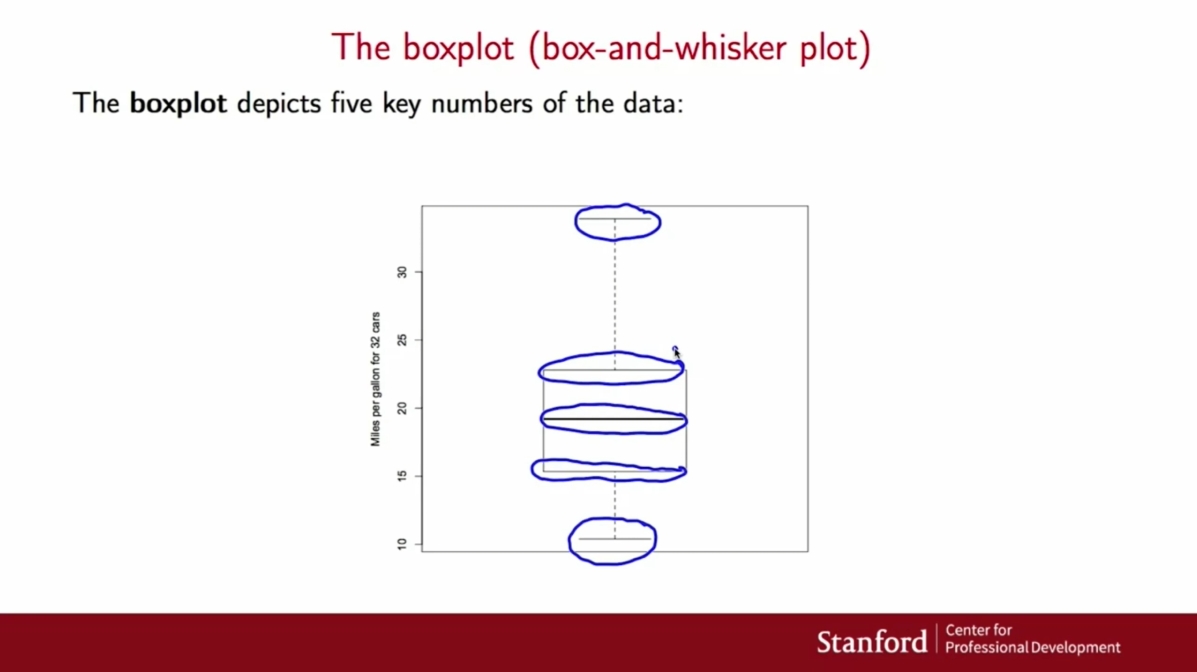 The boxplot (box-and-whisker plot)
The boxplot depicts five key numbers of the data:
30
25
20
15
10
Miles per gallon for 32 cars
Stanford
Center for
Professional Development